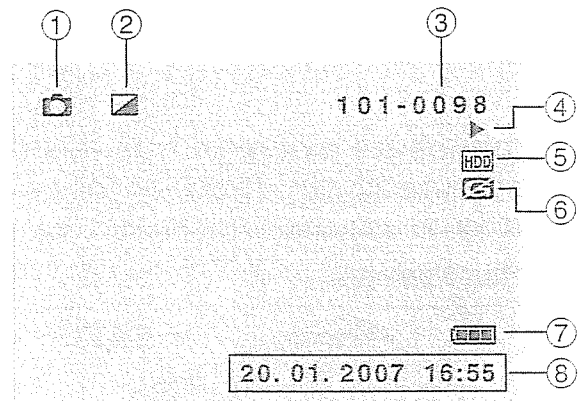 ① ② ③
101-0098
④
HDD ⑤
⑥
⑦
20.01.2007 16:55 ⑧